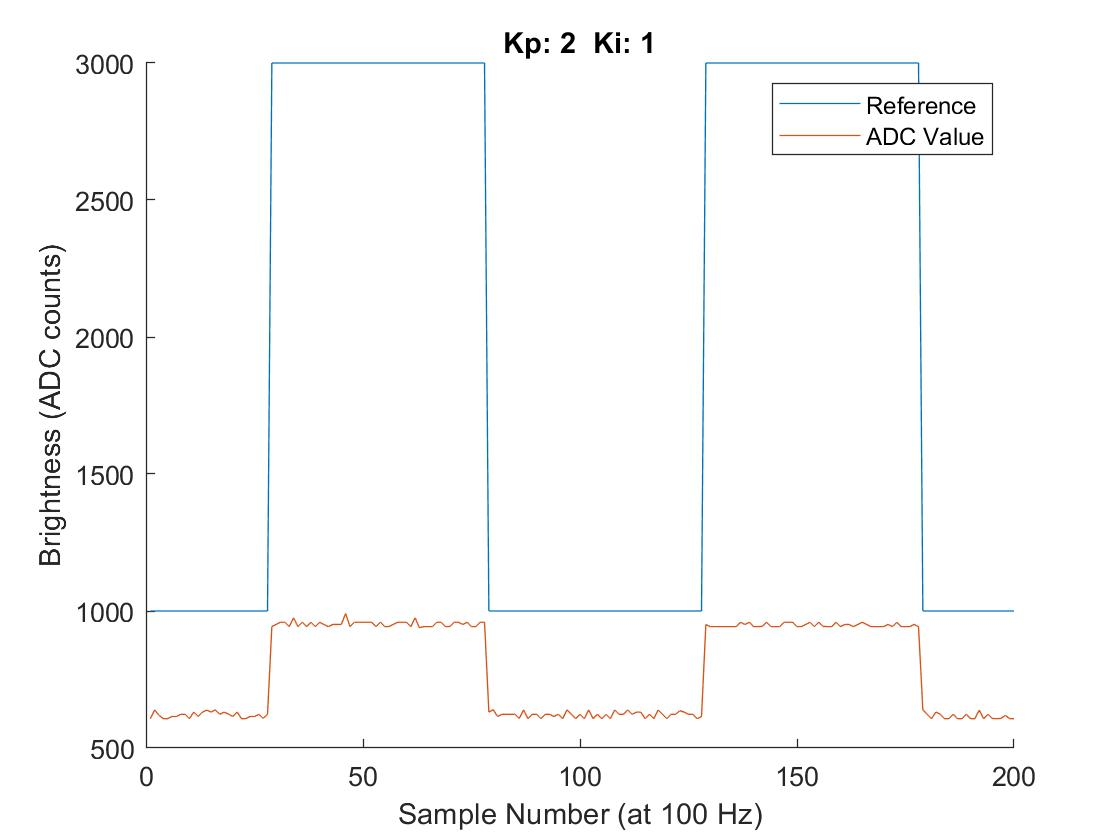 Kp: 2  Ki: 1
3000
2500
2000
1500
1000
500
Brightness (ADC counts)
Reference
ADC Value
0 50 100 150 200
Sample Number (at 100 Hz)